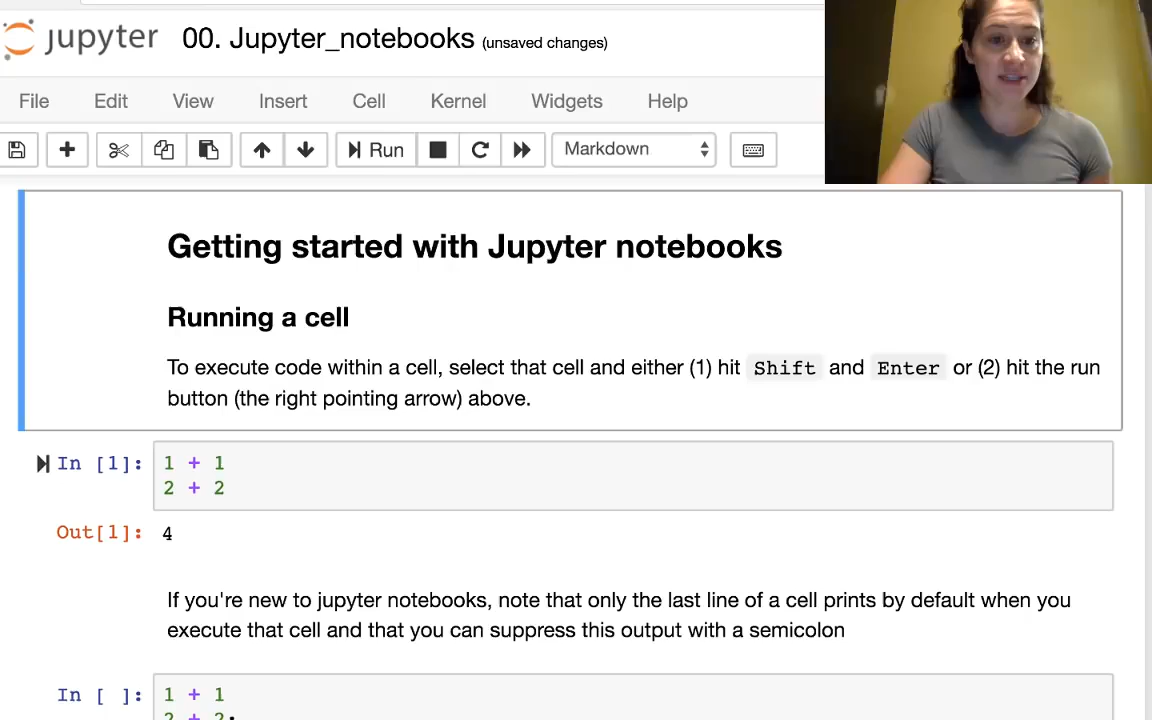 jupyter 00. Jupyter_notebooks (unsaved changes)
File Edit View Insert Cell Kernel Widgets Help
Run Markdown
Getting started with Jupyter notebooks
Running a cell
To execute code within a cell, select that cell and either (1) hit Shift and Enter or (2) hit the run
button (the right pointing arrow) above.
In [1]: 1 + 1
2 + 2
Out[1]: 4
If you're new to jupyter notebooks, note that only the last line of a cell prints by default when you
execute that cell and that you can suppress this output with a semicolon
In [ ]: 1 + 1
2 + 2;